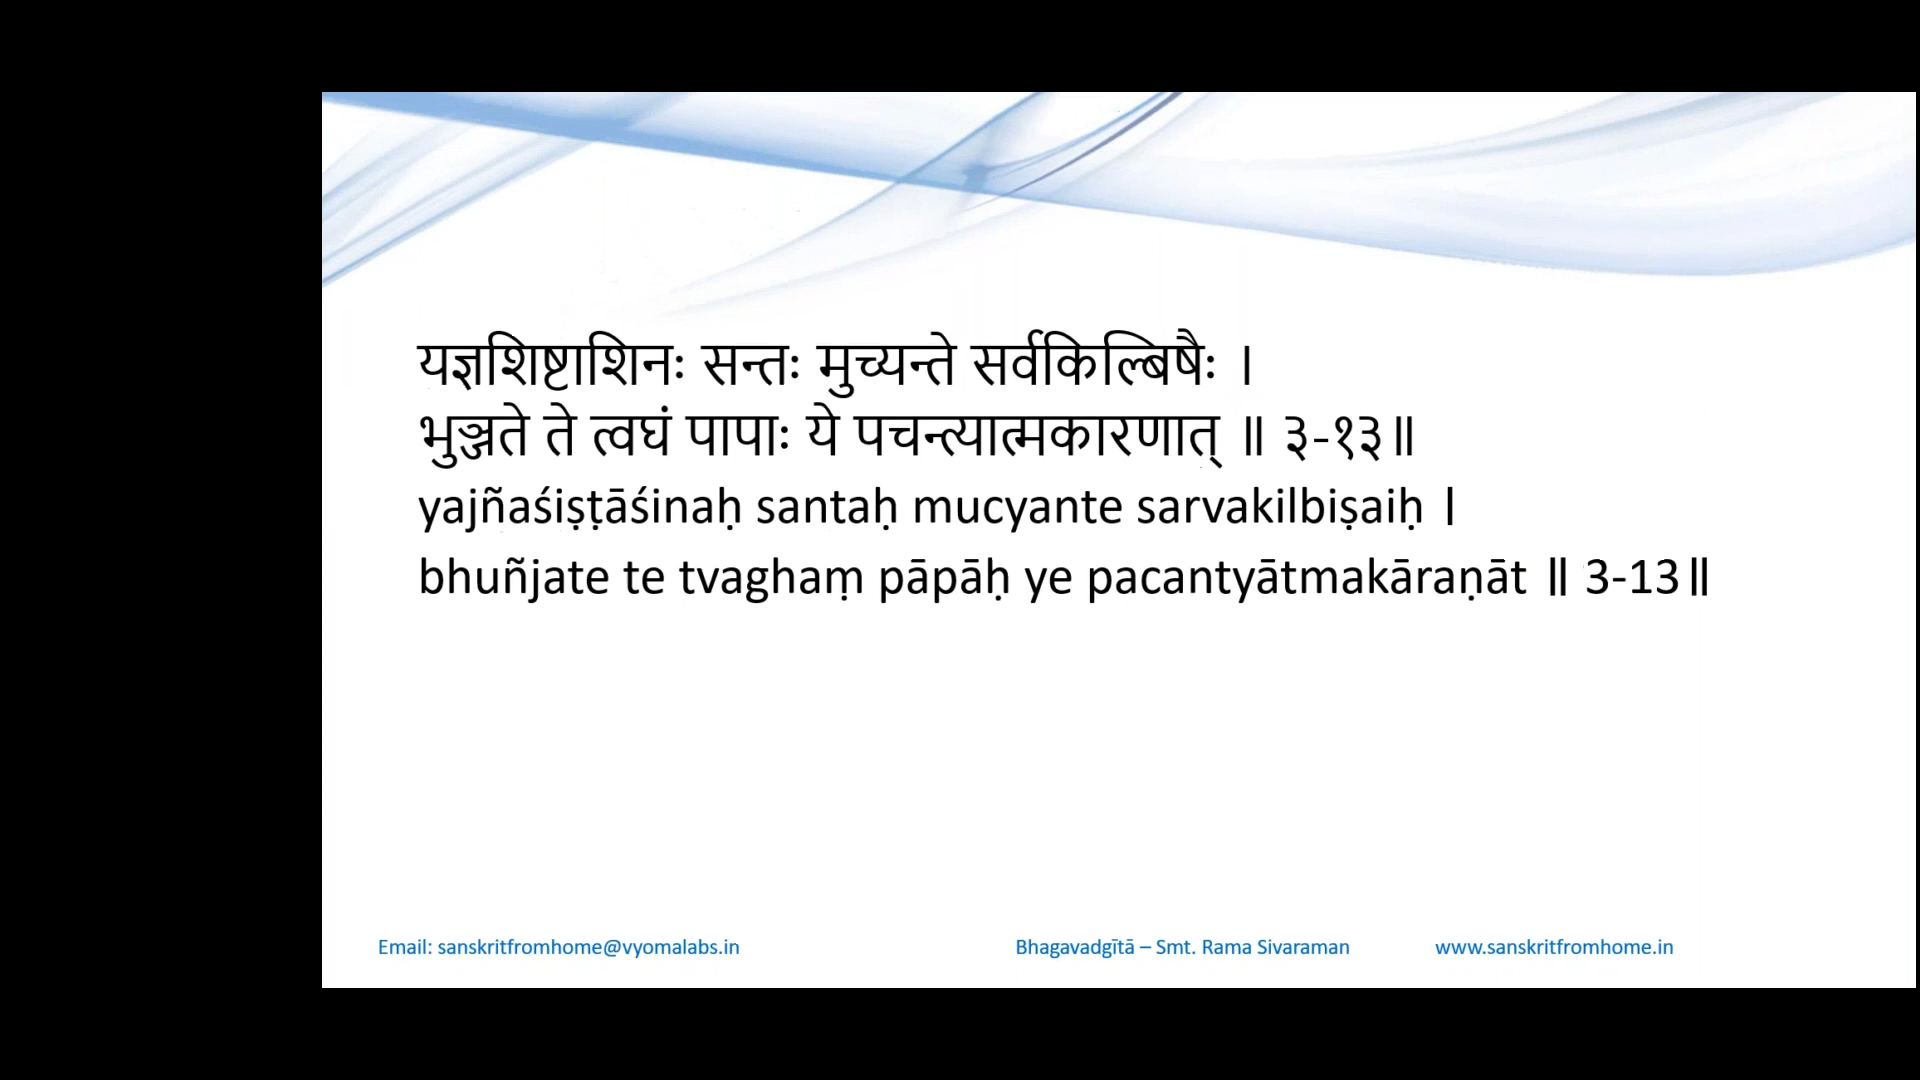 यज्ञशिष्टाशिनः सन्तः मुच्यन्ते सर्वकिल्बिषैः ।
भुञ्जते ते त्वघं पापाः ये पचन्त्यात्मकारणात् ॥ ३-१३॥
yajñaśiṣṭāśinaḥ santaḥ mucyante sarvakilbiṣaiḥ ।
bhuñjate te tvaghaṃ pāpāḥ ye pacantyātmakāraṇāt ॥ 3-13॥
Email: sanskritfromhome@vyomalabs.in Bhagavadgītā – Smt. Rama Sivaraman www.sanskritfromhome.in